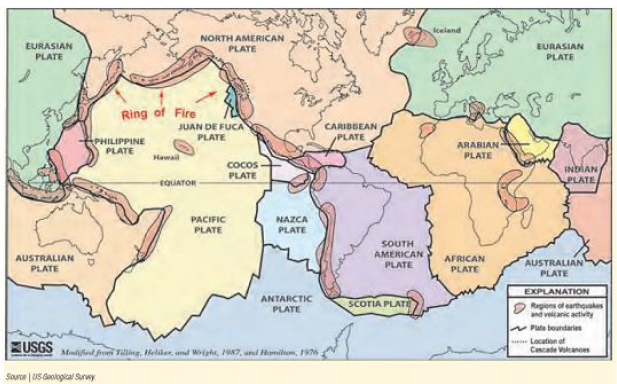 Iceland
EURASIAN
PLATE
NORTH AMERICAN
PLATE
EURASIAN
PLATE
Ring of Fire
JUAN DE FUCA
PLATE
CARIBBEAN
PLATE
PHILIPPINE
PLATE
ARABIAN
PLATE
Hawaii
COCOS
PLATE
INDIAN
PLATE
EQUATOR
PACIFIC
PLATE
NAZCA
PLATE
SOUTH
AMERICAN
PLATE
AFRICAN
PLATE
AUSTRALIAN
PLATE
AUSTRALIAN
PLATE
ANTARCTIC
PLATE
SCOTIA PLATE
EXPLANATION
Regions of earthquakes
and volcanic activity
Plate boundaries
Location of
Cascade Volcanoes
USGS
Modified from Tilling, Heliker, and Wright, 1987, and Hamilton, 1976
Source | US Geological Survey.